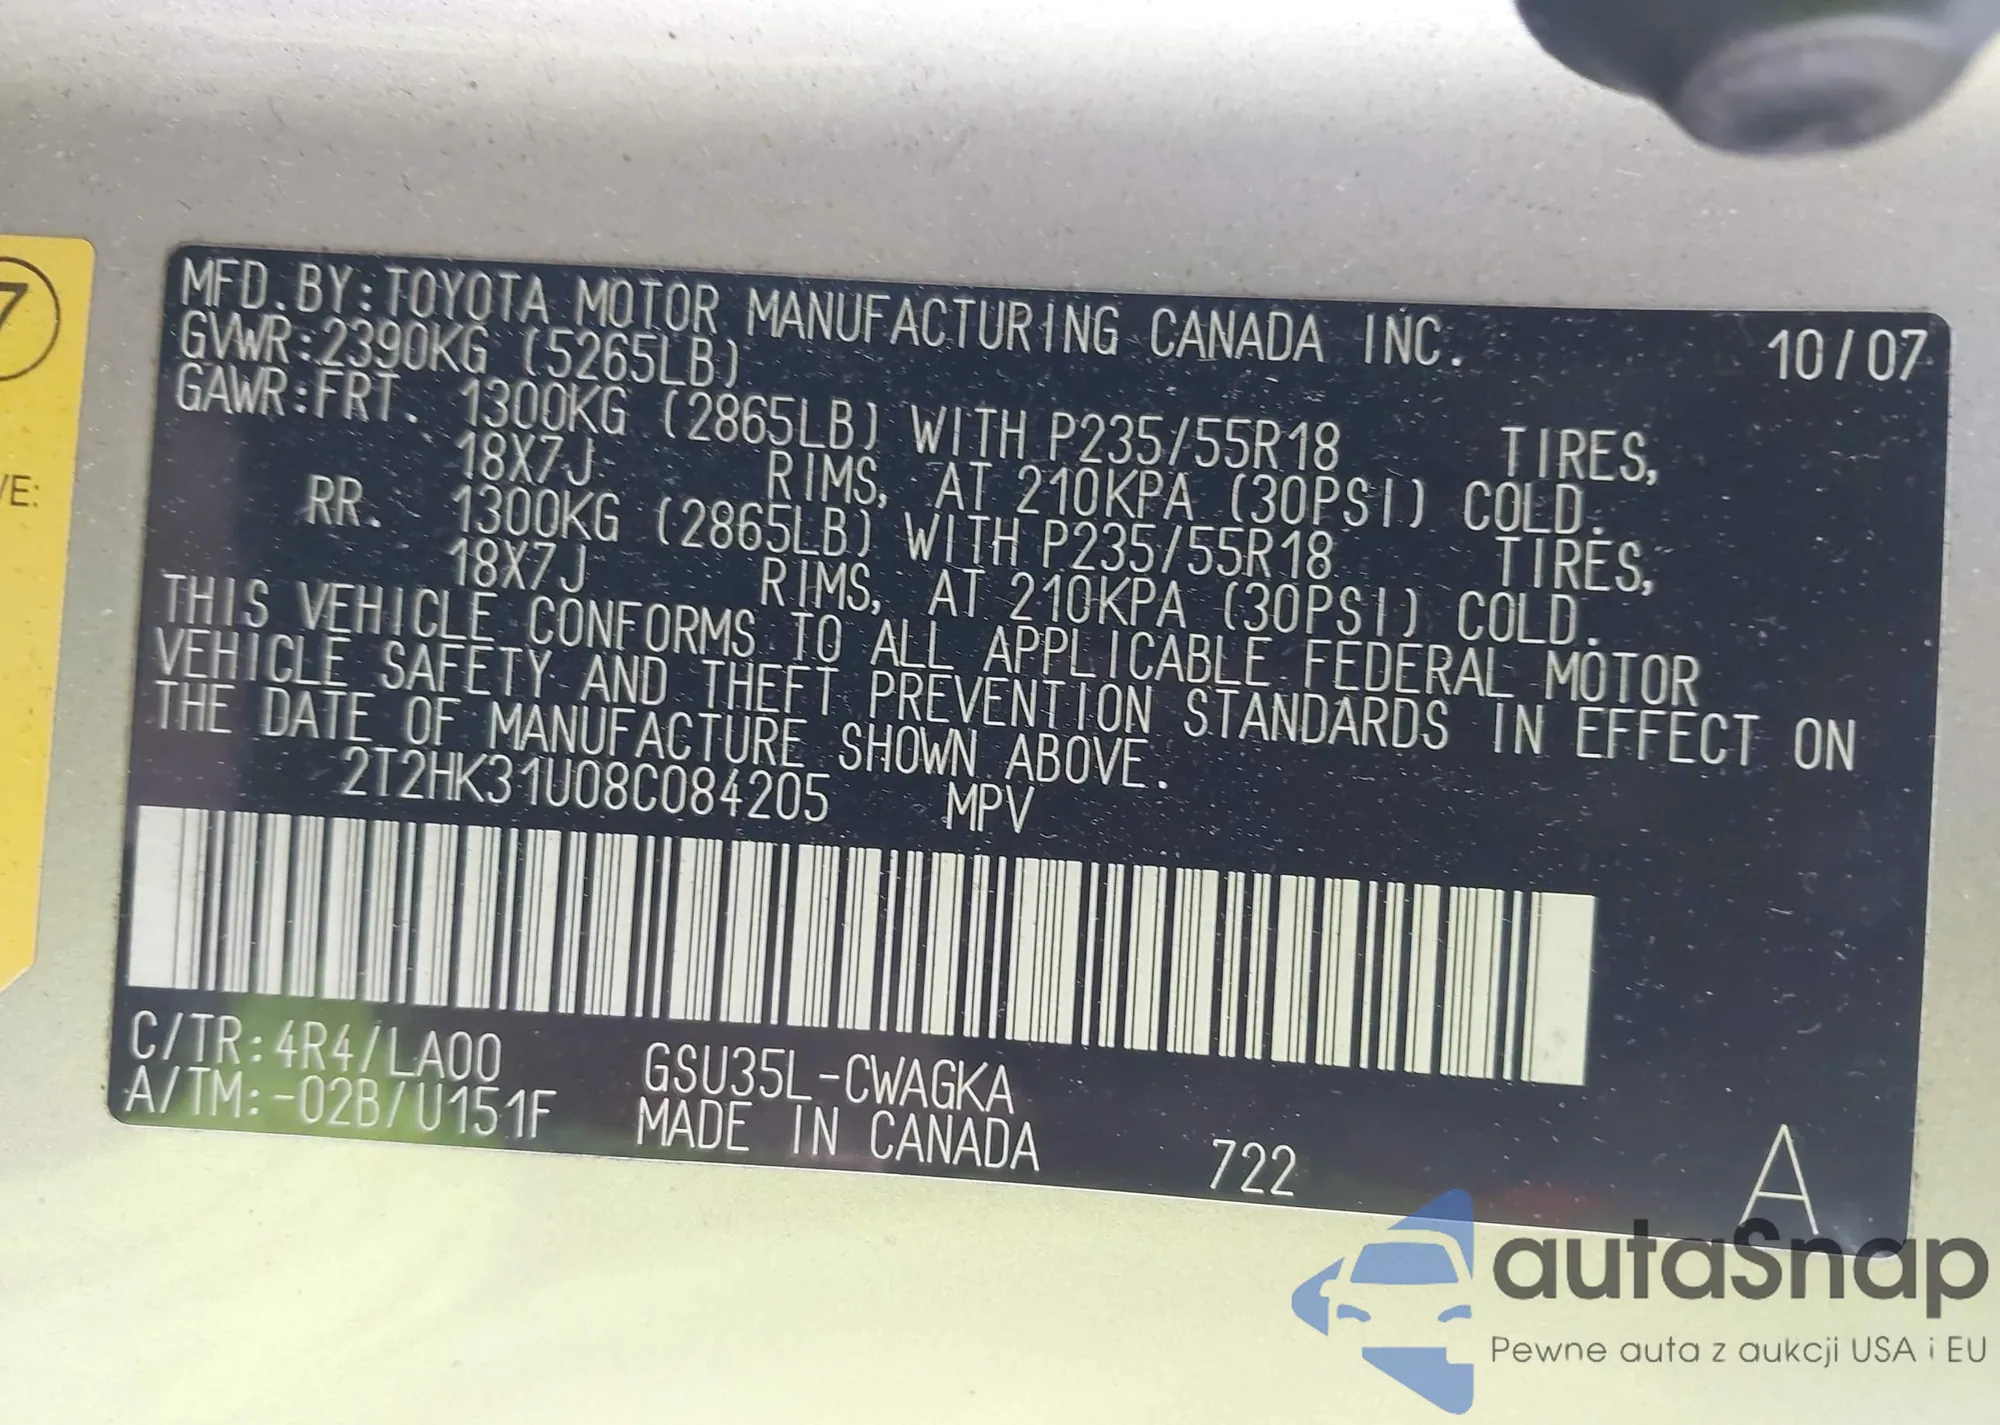 7
VE:
MFD.BY:TOYOTA MOTOR MANUFACTURING CANADA INC. 10/07
GVWR:2390KG (5265LB)
GAWR:FRT. 1300KG (2865LB) WITH P235/55R18 TIRES,
18X7J RIMS, AT 210KPA (30PSI) COLD.
RR. 1300KG (2865LB) WITH P235/55R18 TIRES,
18X7J RIMS, AT 210KPA (30PSI) COLD.
THIS VEHICLE CONFORMS TO ALL APPLICABLE FEDERAL MOTOR
VEHICLE SAFETY AND THEFT PREVENTION STANDARDS IN EFFECT ON
THE DATE OF MANUFACTURE SHOWN ABOVE.
2T2HK31U08C084205 MPV
C/TR:4R4/LA00 GSU35L-CWAGKA
A/TM:-02B/U151F MADE IN CANADA 722 A
autaSnap
Pewne auta z aukcji USA i EU